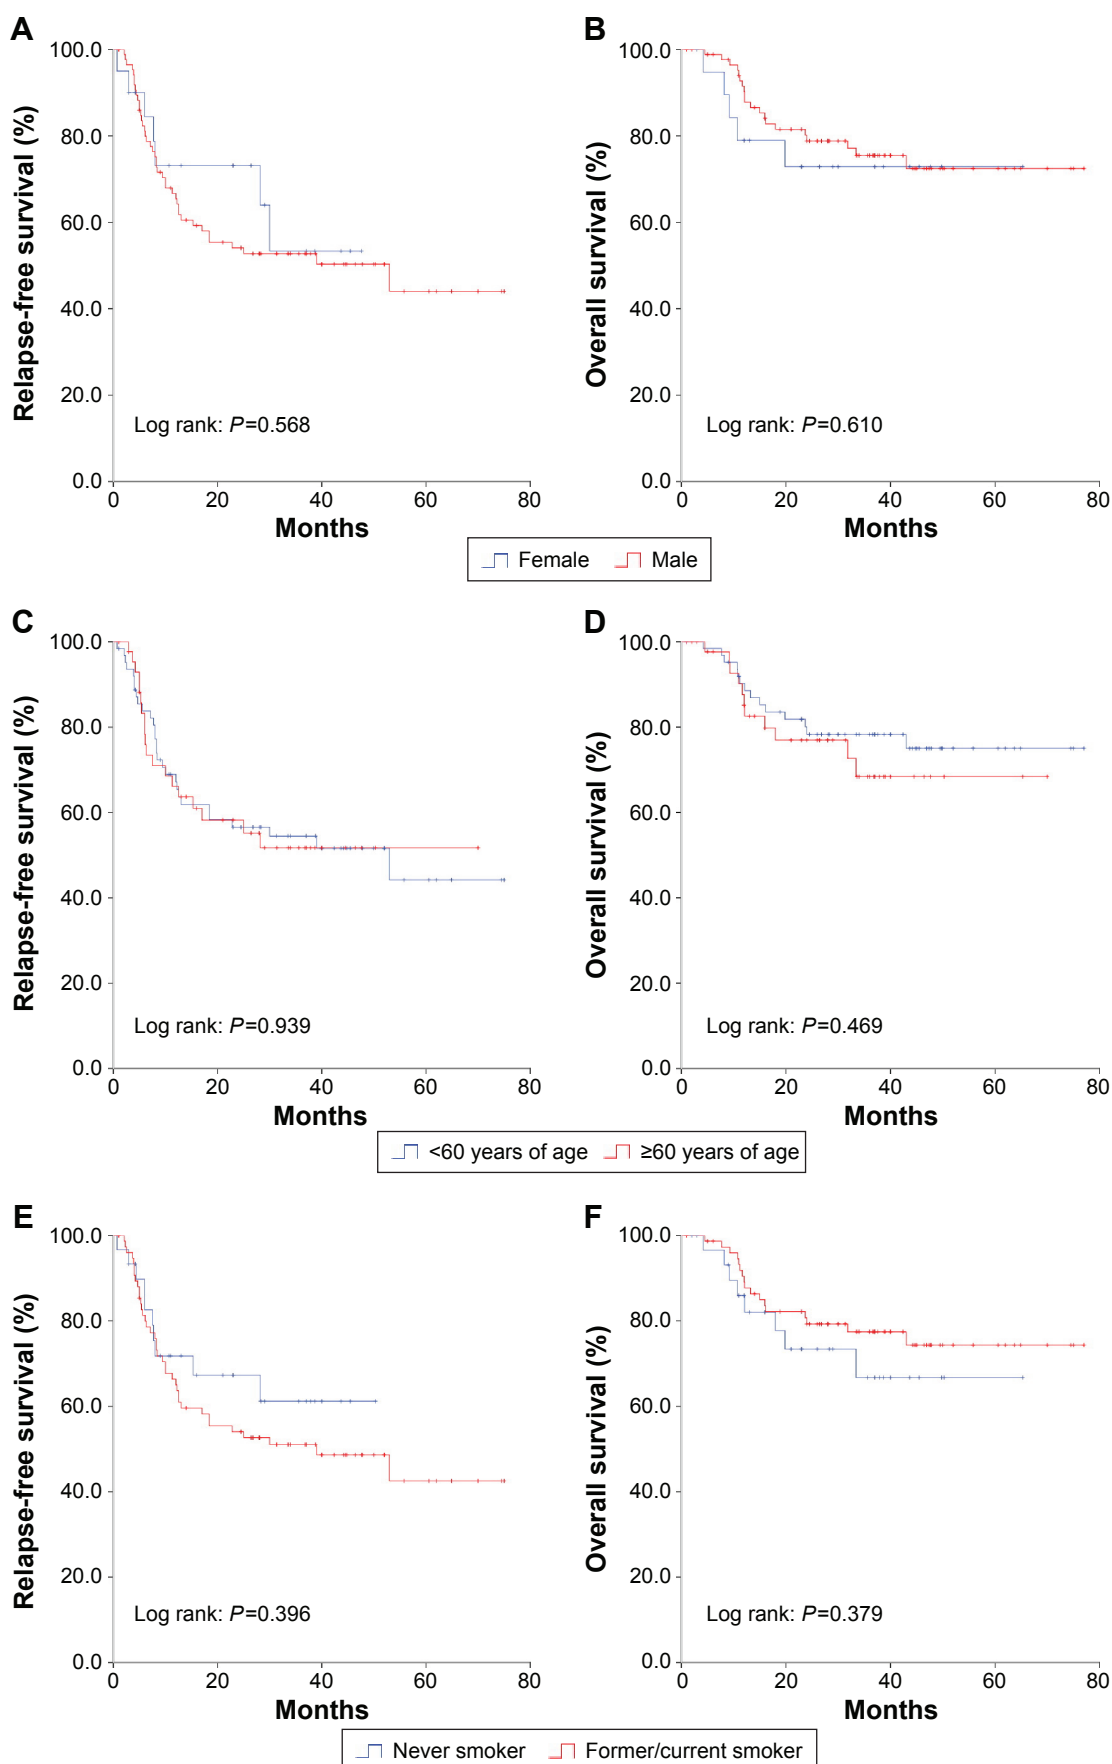 A
Relapse-free survival (%)
100.0
80.0
60.0
40.0
20.0
0.0
Log rank: P=0.568
0 20 40 60 80
Months
B
Overall survival (%)
100.0
80.0
60.0
40.0
20.0
0.0
Log rank: P=0.610
0 20 40 60 80
Months
Female Male
C
Relapse-free survival (%)
100.0
80.0
60.0
40.0
20.0
0.0
Log rank: P=0.939
0 20 40 60 80
Months
D
Overall survival (%)
100.0
80.0
60.0
40.0
20.0
0.0
Log rank: P=0.469
0 20 40 60 80
Months
<60 years of age ≥60 years of age
E
Relapse-free survival (%)
100.0
80.0
60.0
40.0
20.0
0.0
Log rank: P=0.396
0 20 40 60 80
Months
F
Overall survival (%)
100.0
80.0
60.0
40.0
20.0
0.0
Log rank: P=0.379
0 20 40 60 80
Months
Never smoker Former/current smoker